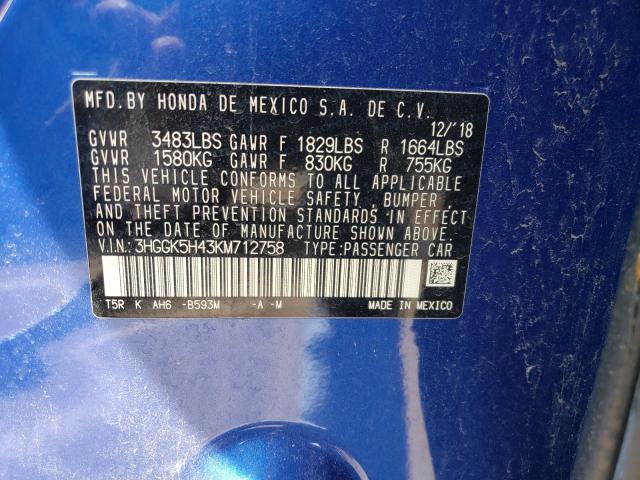 MFD.BY HONDA DE MEXICO S.A. DE C.V.
12/'18
GVWR 3483LBS GAWR F 1829LBS R 1664LBS
GVWR 1580KG GAWR F 830KG R 755KG
THIS VEHICLE CONFORMS TO ALL APPLICABLE
FEDERAL MOTOR VEHICLE SAFETY, BUMPER,
AND THEFT PREVENTION STANDARDS IN EFFECT
ON THE DATE OF MANUFACTURE SHOWN ABOVE.
V.I.N.: 3HGGK5H43KM712758 TYPE:PASSENGER CAR
T5R K AH6 -B593M -A -M MADE IN MEXICO